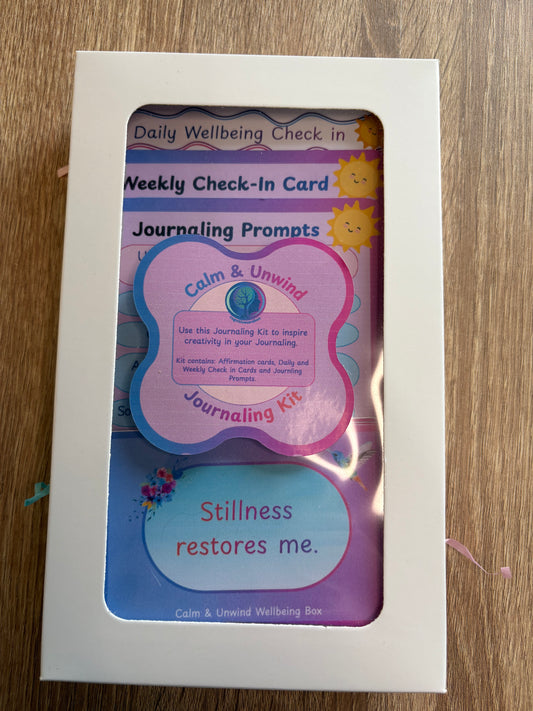 Daily Wellbeing Check in
Weekly Check-In Card
Journaling Prompts
Calm & Unwind
Use this Journaling Kit to inspire
creativity in your Journaling.
Kit contains: Affirmation cards, Daily and
Weekly Check in Cards and Journling
Prompts.
Journaling Kit
Stillness
restores me.
Calm & Unwind Wellbeing Box